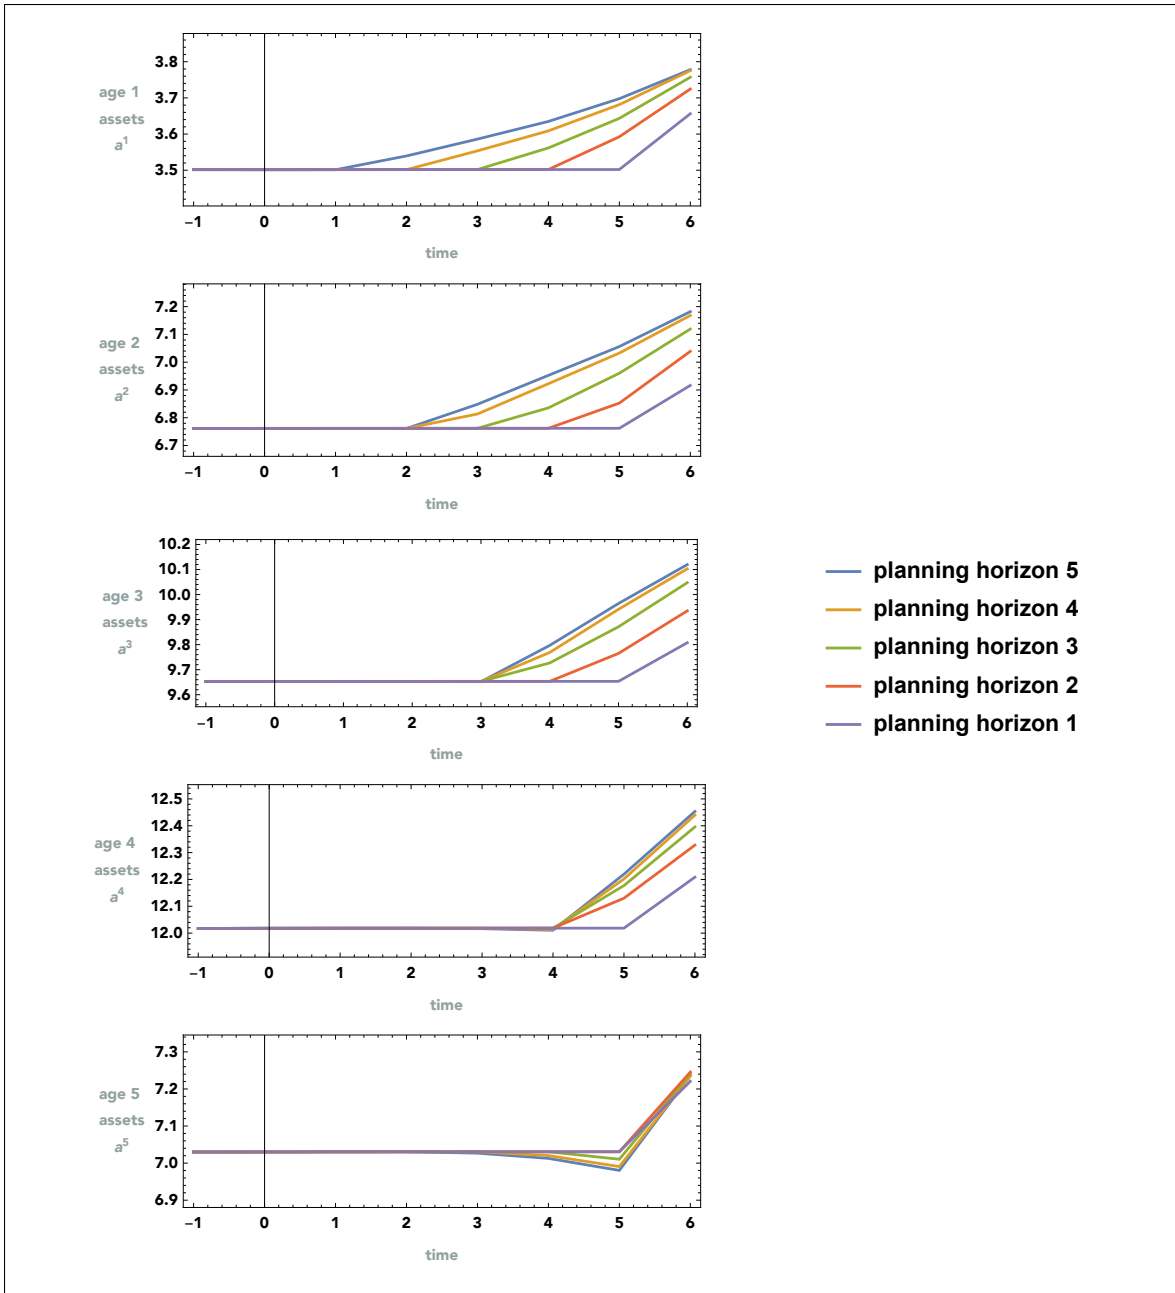 3.8
3.7
3.6
3.5
age 1
assets
a¹
−1 0 1 2 3 4 5 6
time
7.2
7.1
7.0
6.9
6.8
6.7
age 2
assets
a²
−1 0 1 2 3 4 5 6
time
10.2
10.1
10.0
9.9
9.8
9.7
9.6
age 3
assets
a³
−1 0 1 2 3 4 5 6
time
planning horizon 5
planning horizon 4
planning horizon 3
planning horizon 2
planning horizon 1
12.5
12.4
12.3
12.2
12.1
12.0
age 4
assets
a⁴
−1 0 1 2 3 4 5 6
time
7.3
7.2
7.1
7.0
6.9
age 5
assets
a⁵
−1 0 1 2 3 4 5 6
time